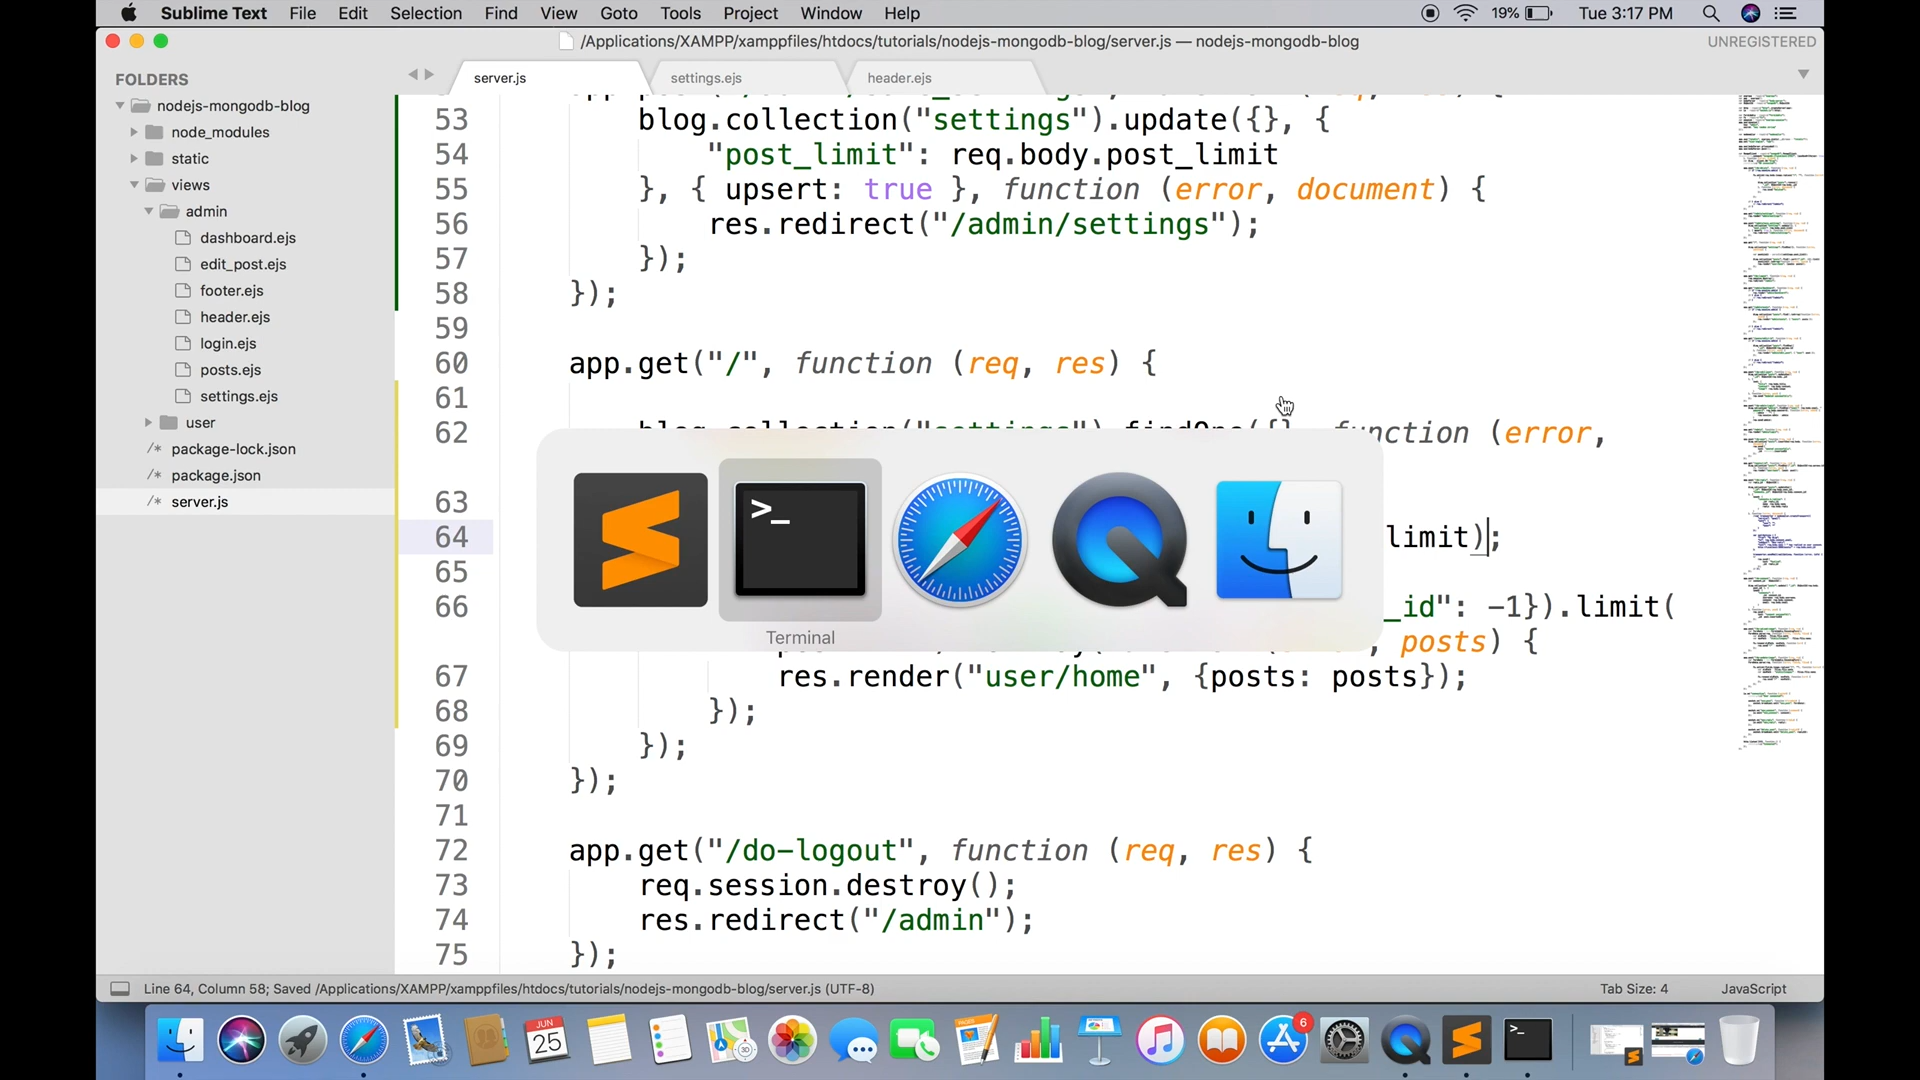 Sublime Text File Edit Selection Find View Goto Tools Project Window Help 19% Tue 3:17 PM
/Applications/XAMPP/xamppfiles/htdocs/tutorials/nodejs-mongodb-blog/server.js — nodejs-mongodb-blog UNREGISTERED
FOLDERS
nodejs-mongodb-blog
node_modules
static
views
admin
dashboard.ejs
edit_post.ejs
footer.ejs
header.ejs
login.ejs
posts.ejs
settings.ejs
user
/* package-lock.json
/* package.json
/* server.js
server.js settings.ejs header.ejs
53 blog.collection("settings").update({}, {
54 "post_limit": req.body.post_limit
55 }, { upsert: true }, function (error, document) {
56 res.redirect("/admin/settings");
57 });
58 });
59
60 app.get("/", function (req, res) {
61
62 blog.collection("settings").findOne({}, function (error,
63
64 limit);
65
66 _id": -1}).limit(
posts) {
67 res.render("user/home", {posts: posts});
68 });
69 });
70 });
71
72 app.get("/do-logout", function (req, res) {
73 req.session.destroy();
74 res.redirect("/admin");
75 });
>_
Terminal
Line 64, Column 58; Saved /Applications/XAMPP/xamppfiles/htdocs/tutorials/nodejs-mongodb-blog/server.js (UTF-8) Tab Size: 4 JavaScript
JUN
25
PAGES
6
>_